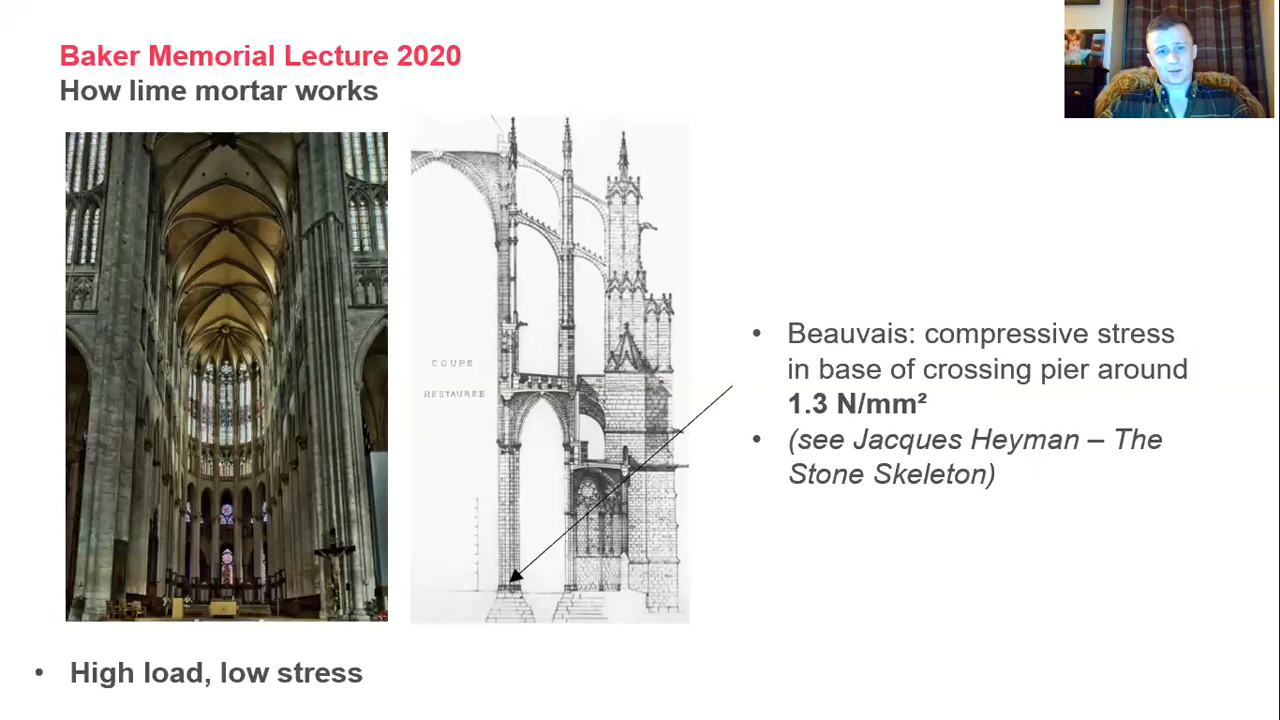 Baker Memorial Lecture 2020
How lime mortar works
COUPE
RESTAUREE
• Beauvais: compressive stress
in base of crossing pier around
1.3 N/mm²
• (see Jacques Heyman – The
Stone Skeleton)
• High load, low stress